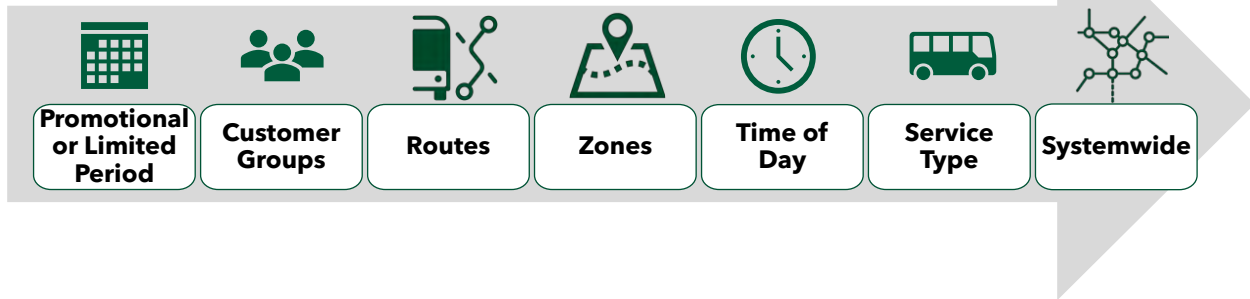 Promotional
or Limited
Period
Customer
Groups
Routes
Zones
Time of
Day
Service
Type
Systemwide